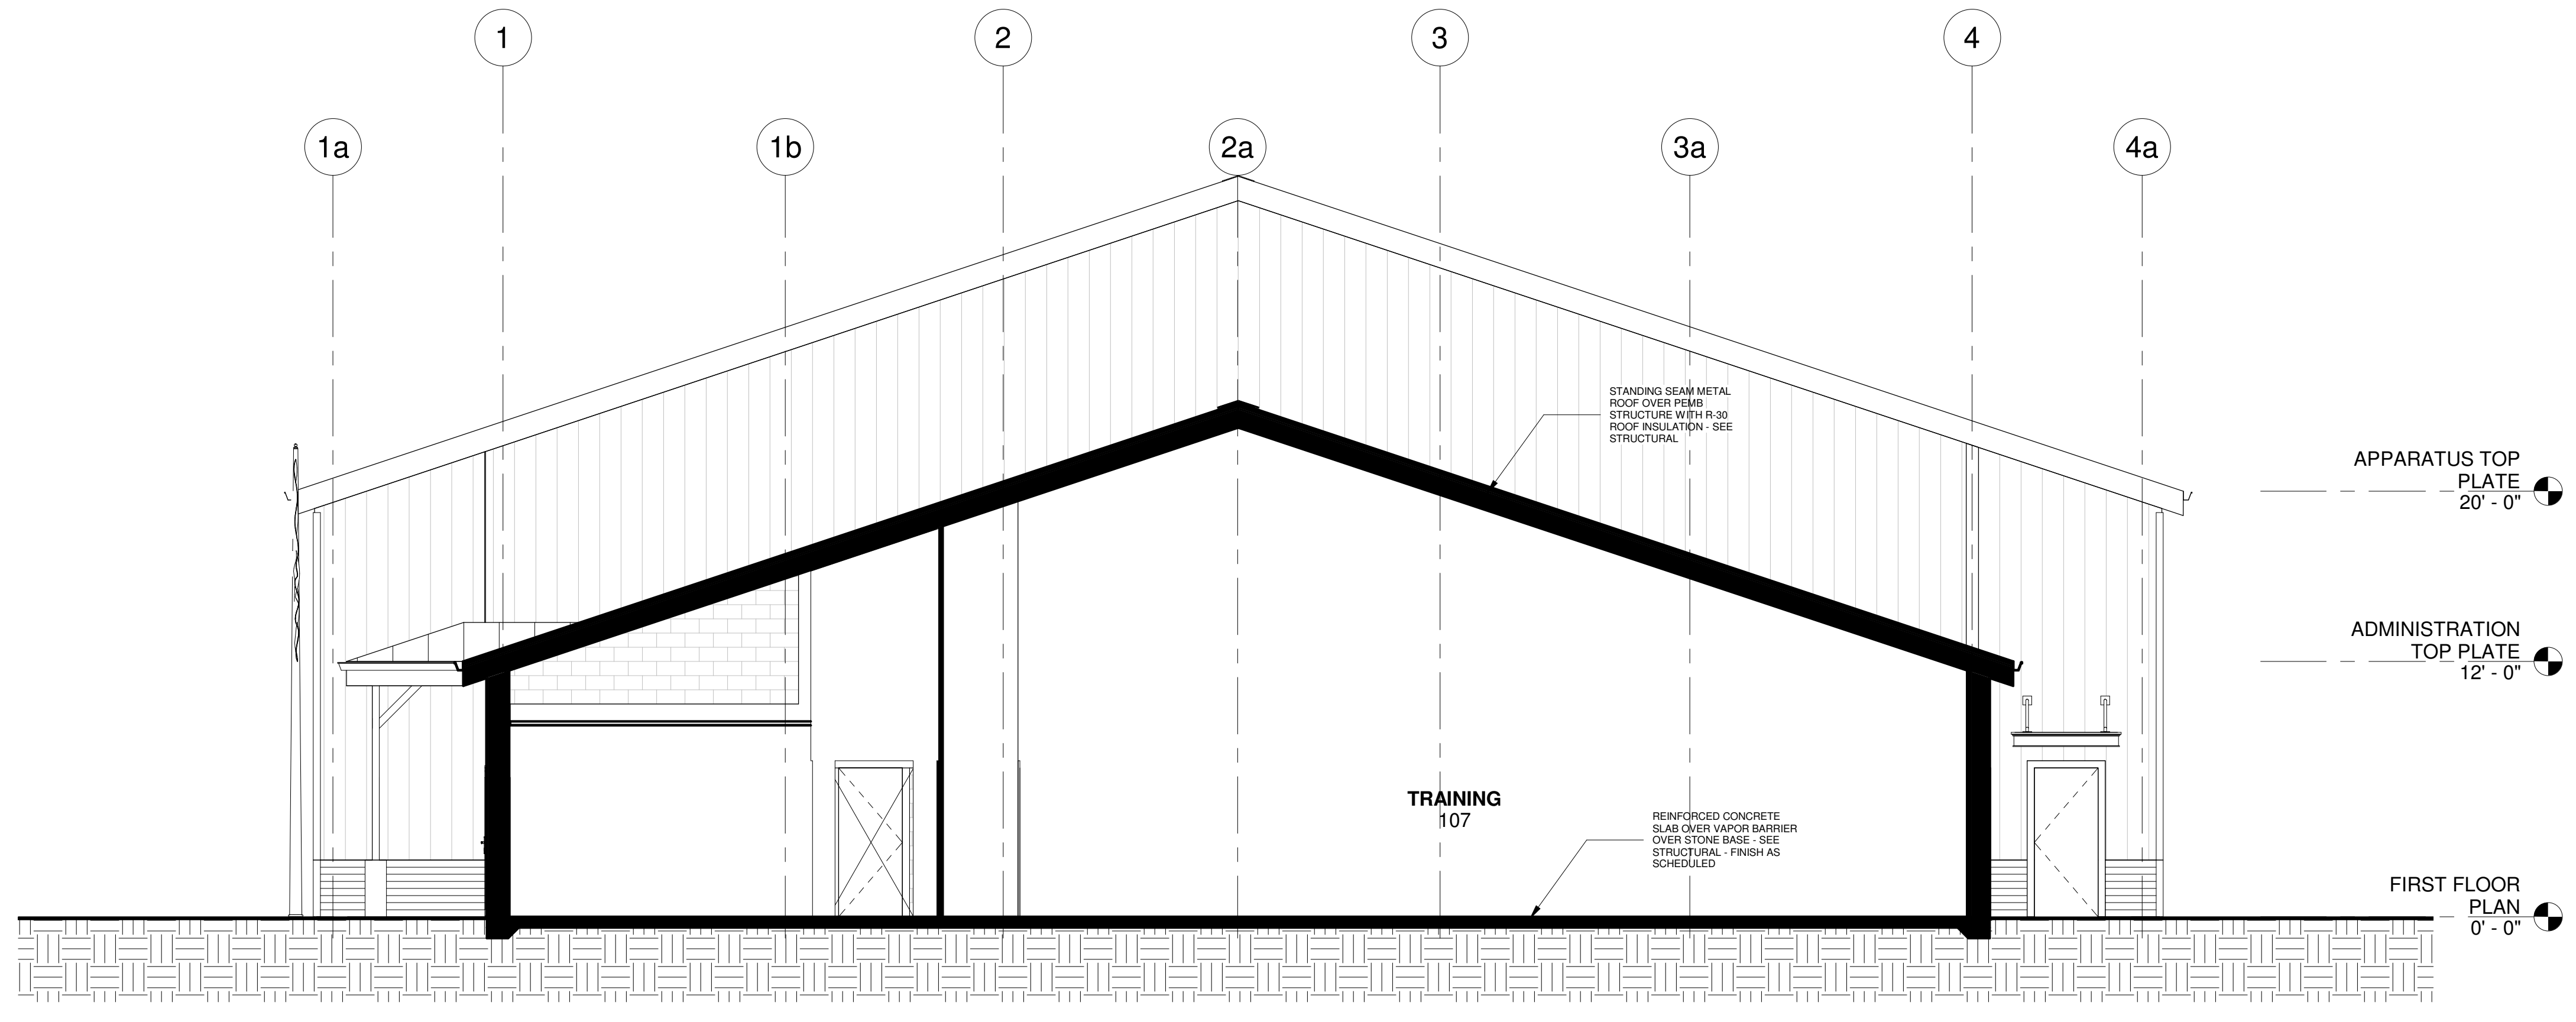 1
2
3
4
1a
1b
2a
3a
4a
STANDING SEAM METAL
ROOF OVER PEMB
STRUCTURE WITH R-30
ROOF INSULATION - SEE
STRUCTURAL
APPARATUS TOP
PLATE
20' - 0"
ADMINISTRATION
TOP PLATE
12' - 0"
TRAINING
107
REINFORCED CONCRETE
SLAB OVER VAPOR BARRIER
OVER STONE BASE - SEE
STRUCTURAL - FINISH AS
SCHEDULED
FIRST FLOOR
PLAN
0' - 0"